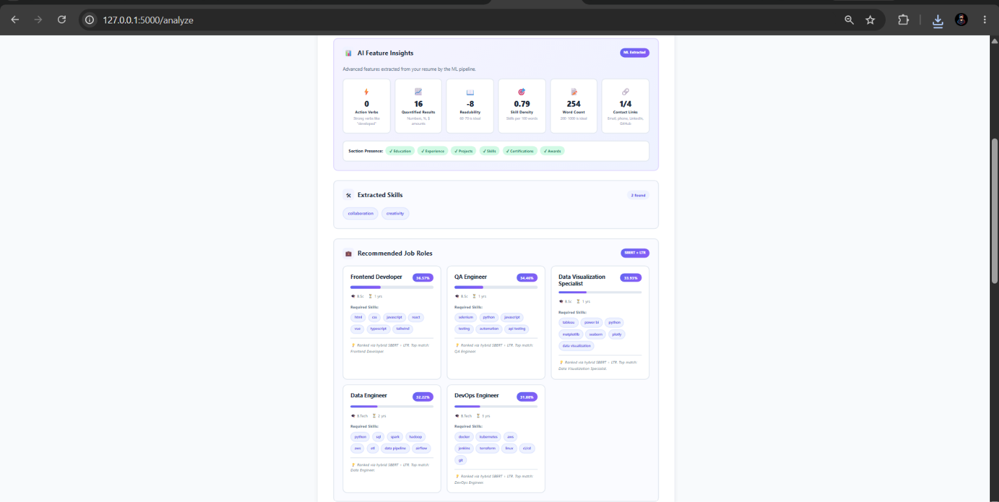 127.0.0.1:5000/analyze
AI Feature Insights
ML Extracted
Advanced features extracted from your resume by the ML pipeline.
0
Action Verbs
Strong verbs like
"developed"
16
Quantified Results
Numbers, %, $
amounts
-8
Readability
60-70 is ideal
0.79
Skill Density
Skills per 100 words
254
Word Count
200-1000 is ideal
1/4
Contact Links
Email, phone, LinkedIn,
GitHub
Section Presence: ✓ Education ✓ Experience ✓ Projects ✓ Skills ✓ Certifications ✓ Awards
Extracted Skills
2 found
collaboration creativity
Recommended Job Roles
SBERT + LTR
Frontend Developer 36.57%
B.Sc 1 yrs
Required Skills:
html css javascript react
vue typescript tailwind
Ranked via hybrid SBERT + LTR. Top match:
Frontend Developer.
QA Engineer 34.46%
B.Sc 1 yrs
Required Skills:
selenium python javascript
testing automation api testing
Ranked via hybrid SBERT + LTR. Top match:
QA Engineer.
Data Visualization
Specialist
33.93%
B.Sc 1 yrs
Required Skills:
tableau power bi python
matplotlib seaborn plotly
data visualization
Ranked via hybrid SBERT + LTR. Top match:
Data Visualization Specialist.
Data Engineer 32.22%
B.Tech 2 yrs
Required Skills:
python sql spark hadoop
aws etl data pipeline airflow
Ranked via hybrid SBERT + LTR. Top match:
Data Engineer.
DevOps Engineer 31.88%
B.Tech 3 yrs
Required Skills:
docker kubernetes aws
jenkins terraform linux ci/cd
git
Ranked via hybrid SBERT + LTR. Top match:
DevOps Engineer.